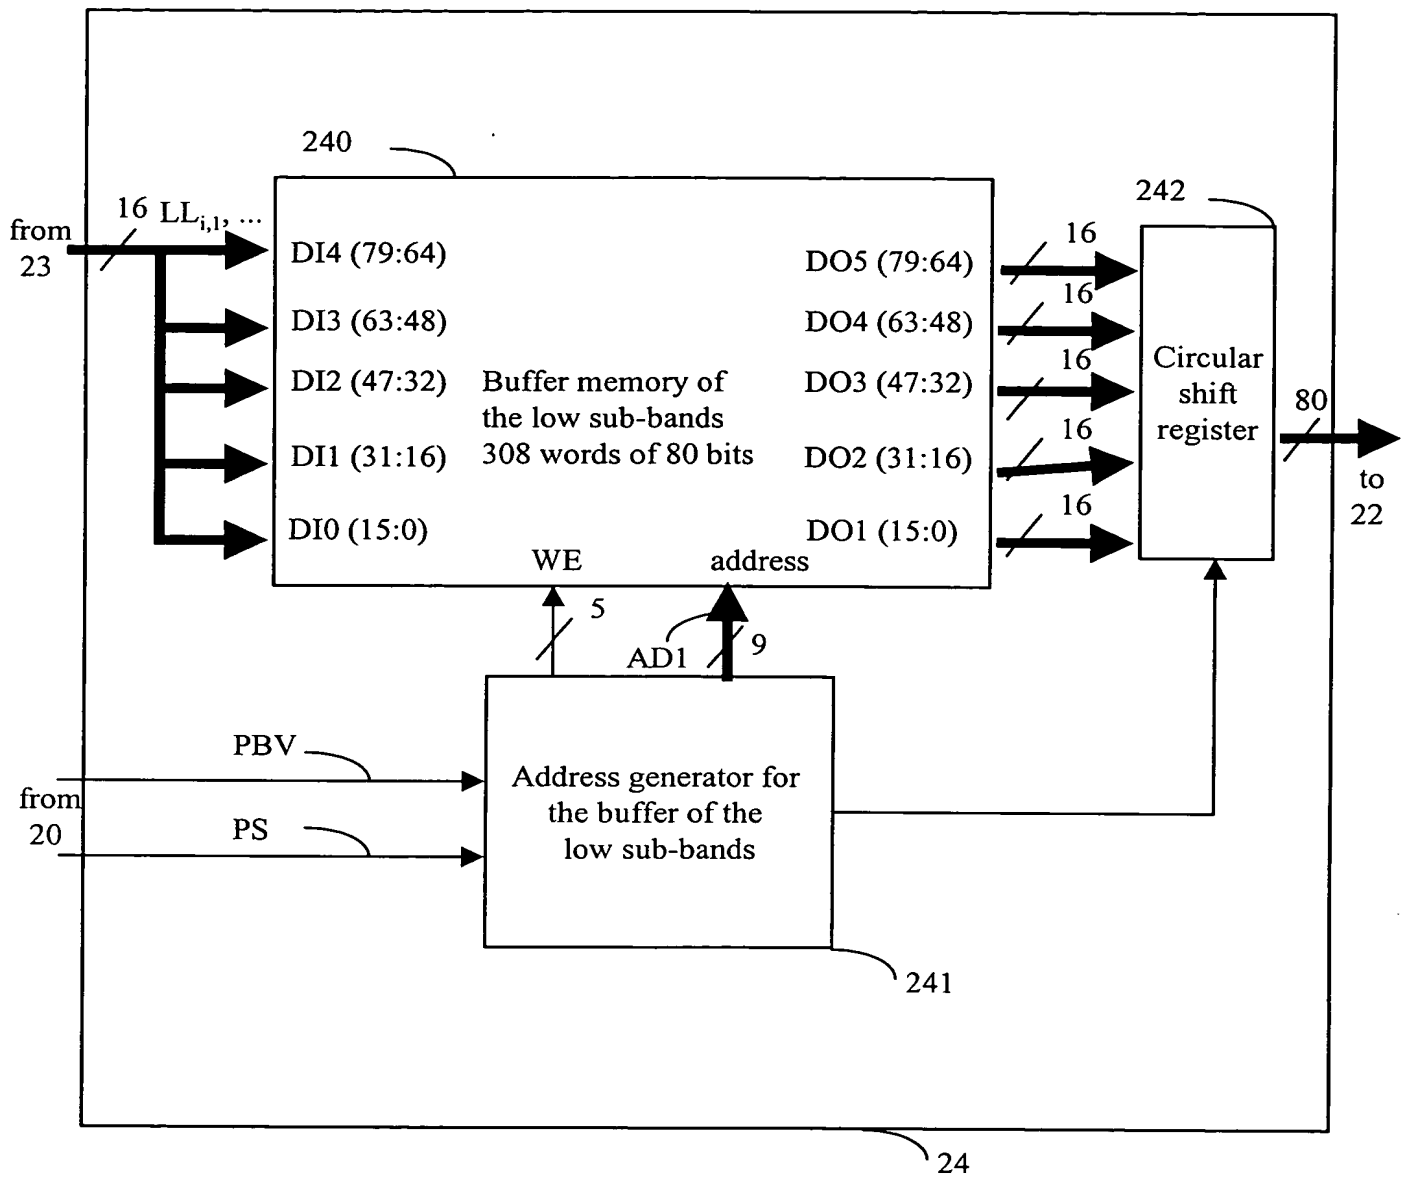 240
242
16 LL i,1, ...
from
23
DI4 (79:64)
DI3 (63:48)
DI2 (47:32)
DI1 (31:16)
DI0 (15:0)
Buffer memory of
the low sub-bands
308 words of 80 bits
DO5 (79:64)
DO4 (63:48)
DO3 (47:32)
DO2 (31:16)
DO1 (15:0)
16
16
16
16
16
Circular
shift
register
80
to
22
WE
address
5
AD1
9
PBV
from
20
PS
Address generator for
the buffer of the
low sub-bands
241
24